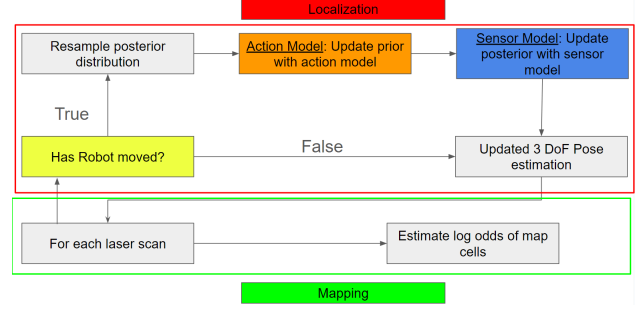 Localization
Resample posterior
distribution
Action Model: Update prior
with action model
Sensor Model: Update
posterior with sensor
model
True
Has Robot moved?
False
Updated 3 DoF Pose
estimation
For each laser scan
Estimate log odds of map
cells
Mapping